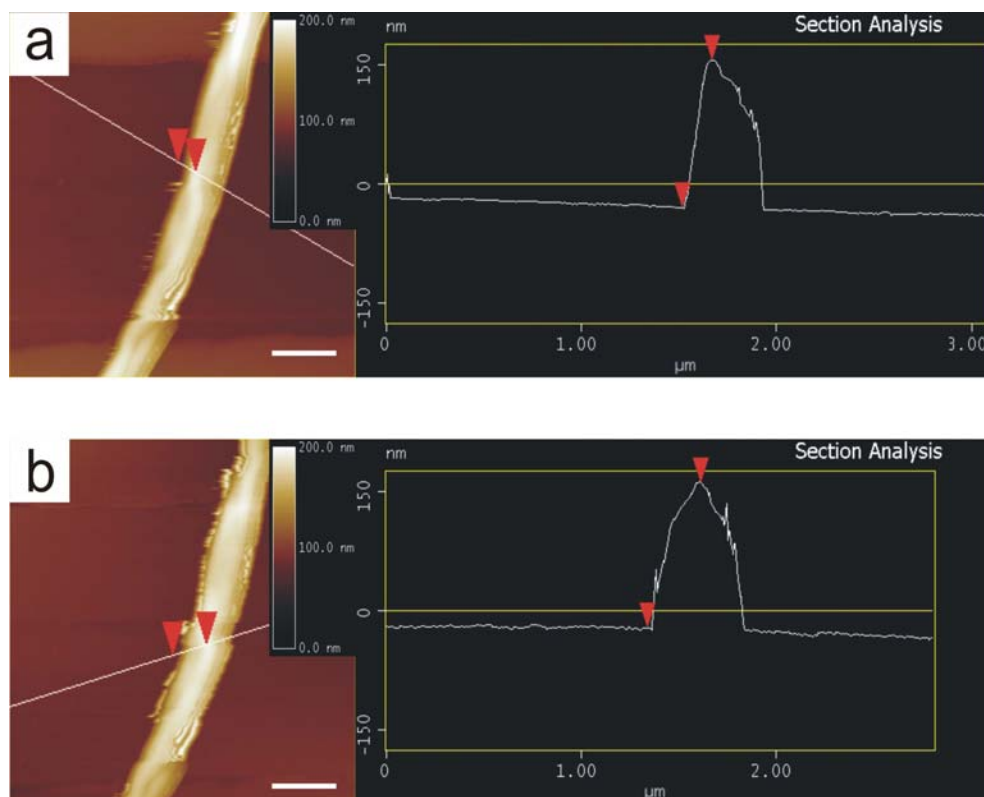 a
200.0 nm
100.0 nm
0.0 nm
nm
Section Analysis
150
0
-150
0
1.00
2.00
3.00
µm
b
200.0 nm
100.0 nm
0.0 nm
nm
Section Analysis
150
0
-150
0
1.00
2.00
µm